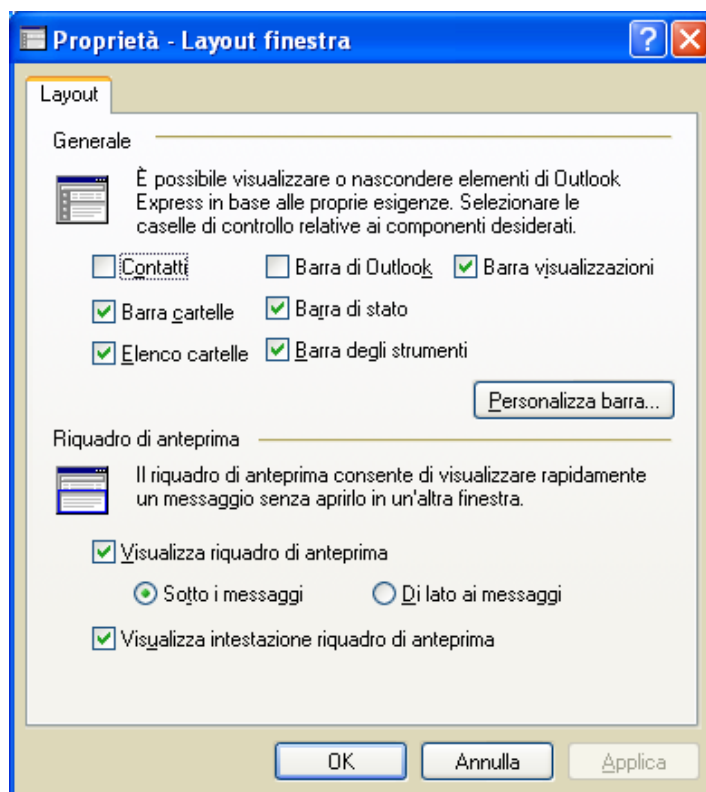 Proprietà - Layout finestra
Layout
Generale
È possibile visualizzare o nascondere elementi di Outlook
Express in base alle proprie esigenze. Selezionare le
caselle di controllo relative ai componenti desiderati.
Contatti Barra di Outlook Barra visualizzazioni
Barra cartelle Barra di stato
Elenco cartelle Barra degli strumenti
Personalizza barra...
Riquadro di anteprima
Il riquadro di anteprima consente di visualizzare rapidamente
un messaggio senza aprirlo in un'altra finestra.
Visualizza riquadro di anteprima
Sotto i messaggi Di lato ai messaggi
Visualizza intestazione riquadro di anteprima
OK Annulla Applica